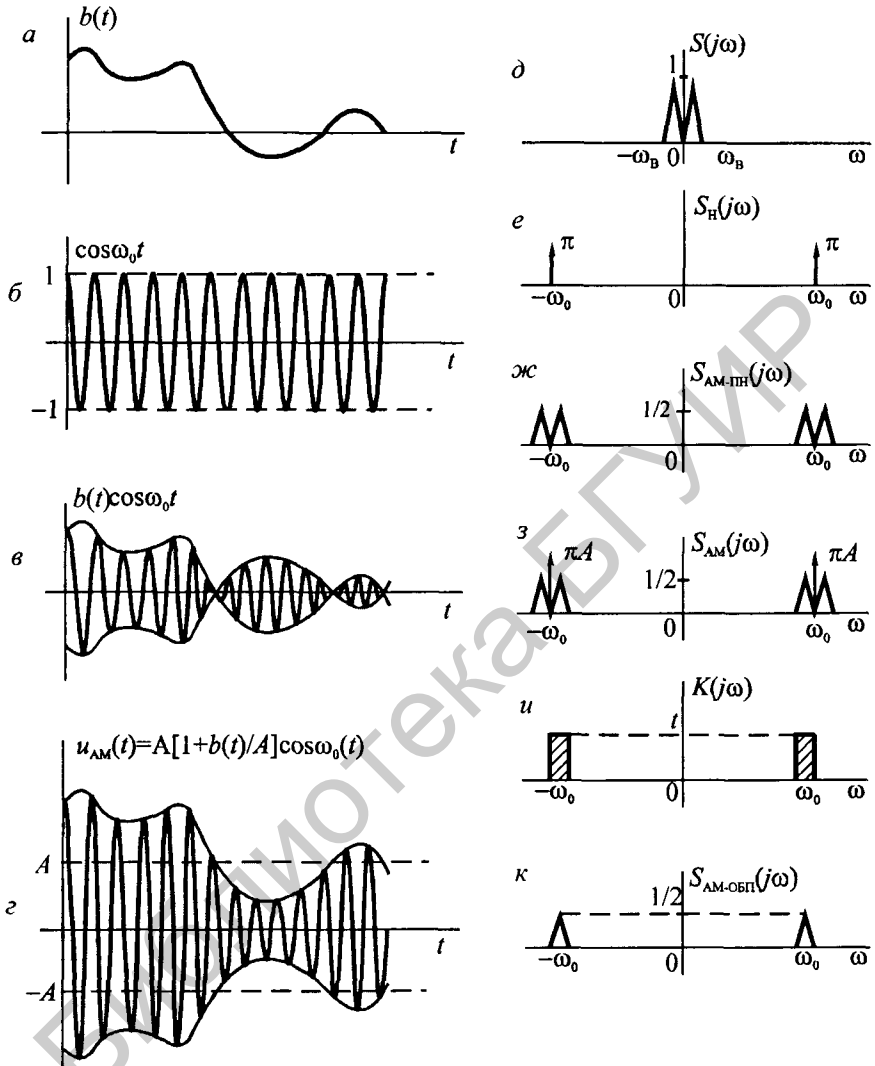 а
b(t)
t
б
cosω₀t
1
−1
t
в
b(t)cosω₀t
t
г
u_АМ(t)=A[1+b(t)/A]cosω₀(t)
A
−A
t
д
S(jω)
1
−ω_В 0 ω_В ω
е
S_Н(jω)
π π
−ω₀ 0 ω₀ ω
ж
S_АМ-ПН(jω)
1/2
−ω₀ 0 ω₀ ω
з
S_АМ(jω)
πA πA
1/2
−ω₀ 0 ω₀ ω
и
K(jω)
t
−ω₀ 0 ω₀ ω
к
S_АМ-ОБП(jω)
1/2
−ω₀ 0 ω₀ ω
Библиотека БГУИР